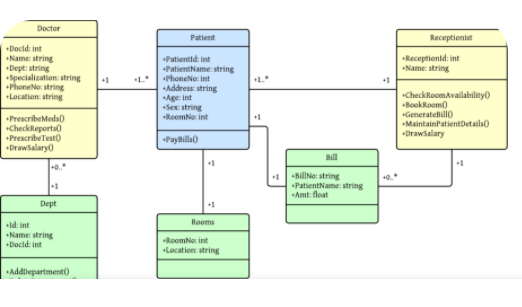 Doctor
+DocId: int
+Name: string
+Dept: string
+Specialization: string
+PhoneNo: string
+Location: string
+PrescribeMeds()
+CheckReports()
+PrescribeTest()
+DrawSalary()
+1
+1..*
Patient
+PatientId: int
+PatientName: string
+PhoneNo: int
+Address: string
+Age: int
+Sex: string
+RoomNo: int
+PayBills()
+1..*
+1
Receptionist
+ReceptionId: int
+Name: string
+CheckRoomAvailability()
+BookRoom()
+GenerateBill()
+MaintainPatientDetails()
+DrawSalary
+1
+1
+0..*
+1
Bill
+BillNo: string
+PatientName: string
+Amt: float
+1
+0..*
+0..*
+1
Dept
+Id: int
+Name: string
+DocId: int
+AddDepartment()
+1
+1
Rooms
+RoomNo: int
+Location: string